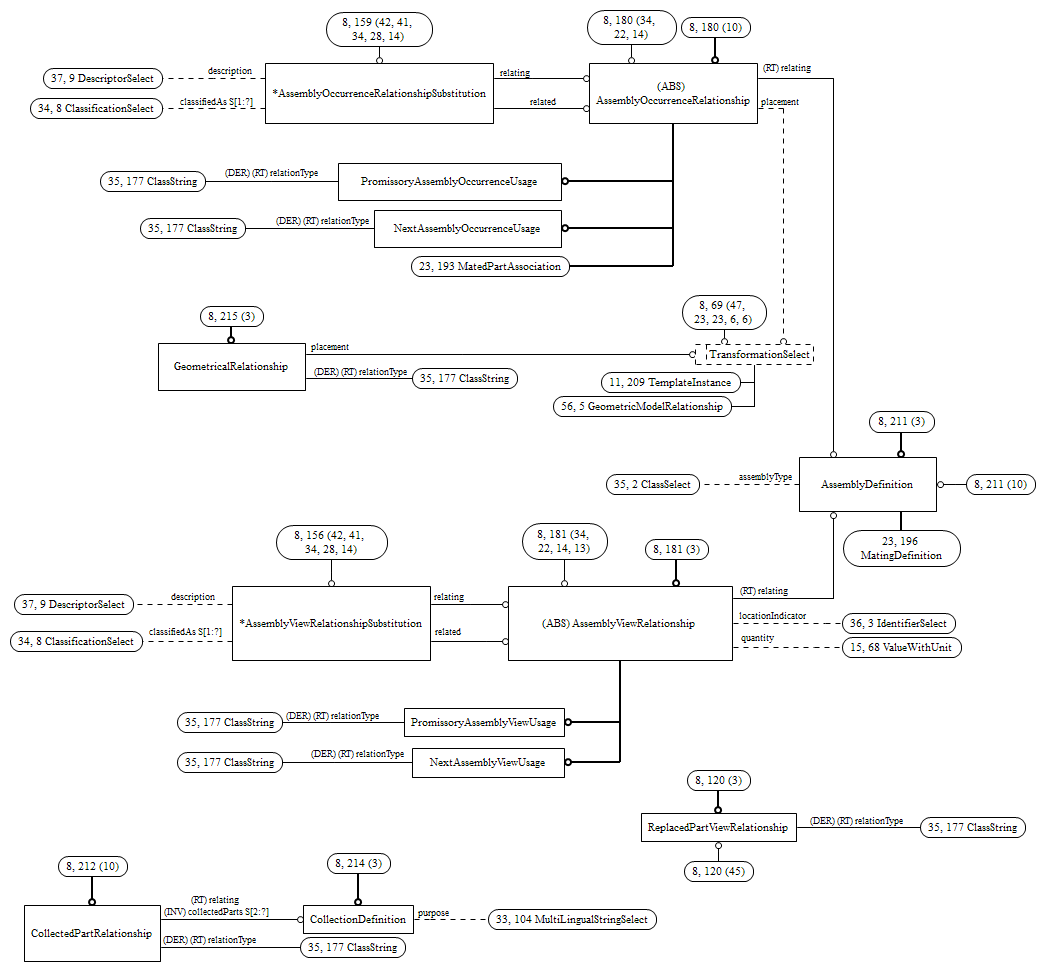 8, 159 (42, 41,
34, 28, 14)
8, 180 (34,
22, 14)
8, 180 (10)
37, 9 DescriptorSelect
description
34, 8 ClassificationSelect
classifiedAs S[1:?]
*AssemblyOccurrenceRelationshipSubstitution
relating
related
(ABS)
AssemblyOccurrenceRelationship
(RT) relating
placement
35, 177 ClassString
(DER) (RT) relationType
PromissoryAssemblyOccurrenceUsage
35, 177 ClassString
(DER) (RT) relationType
NextAssemblyOccurrenceUsage
23, 193 MatedPartAssociation
8, 215 (3)
8, 69 (47,
23, 23, 6, 6)
GeometricalRelationship
placement
TransformationSelect
(DER) (RT) relationType
35, 177 ClassString
11, 209 TemplateInstance
56, 5 GeometricModelRelationship
8, 211 (3)
35, 2 ClassSelect
assemblyType
AssemblyDefinition
8, 211 (10)
23, 196
MatingDefinition
8, 156 (42, 41,
34, 28, 14)
8, 181 (34,
22, 14, 13)
8, 181 (3)
37, 9 DescriptorSelect
description
34, 8 ClassificationSelect
classifiedAs S[1:?]
*AssemblyViewRelationshipSubstitution
relating
related
(ABS) AssemblyViewRelationship
(RT) relating
locationIndicator
36, 3 IdentifierSelect
quantity
15, 68 ValueWithUnit
35, 177 ClassString
(DER) (RT) relationType
PromissoryAssemblyViewUsage
35, 177 ClassString
(DER) (RT) relationType
NextAssemblyViewUsage
8, 120 (3)
ReplacedPartViewRelationship
(DER) (RT) relationType
35, 177 ClassString
8, 120 (45)
8, 212 (10)
8, 214 (3)
CollectedPartRelationship
(RT) relating
(INV) collectedParts S[2:?]
CollectionDefinition
purpose
33, 104 MultiLingualStringSelect
(DER) (RT) relationType
35, 177 ClassString